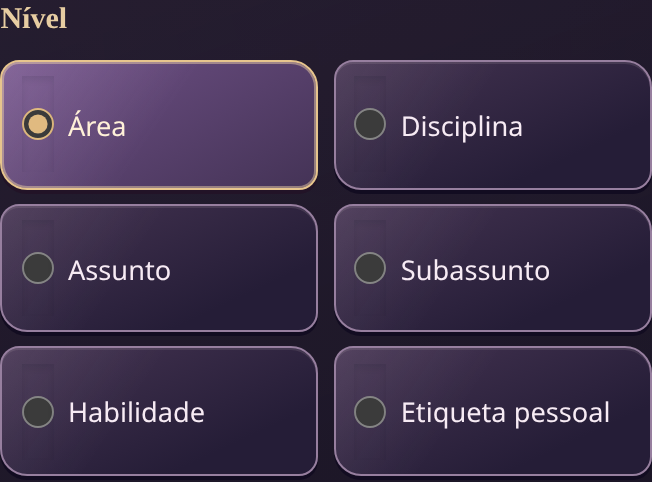 Nível
Área
Disciplina
Assunto
Subassunto
Habilidade
Etiqueta pessoal